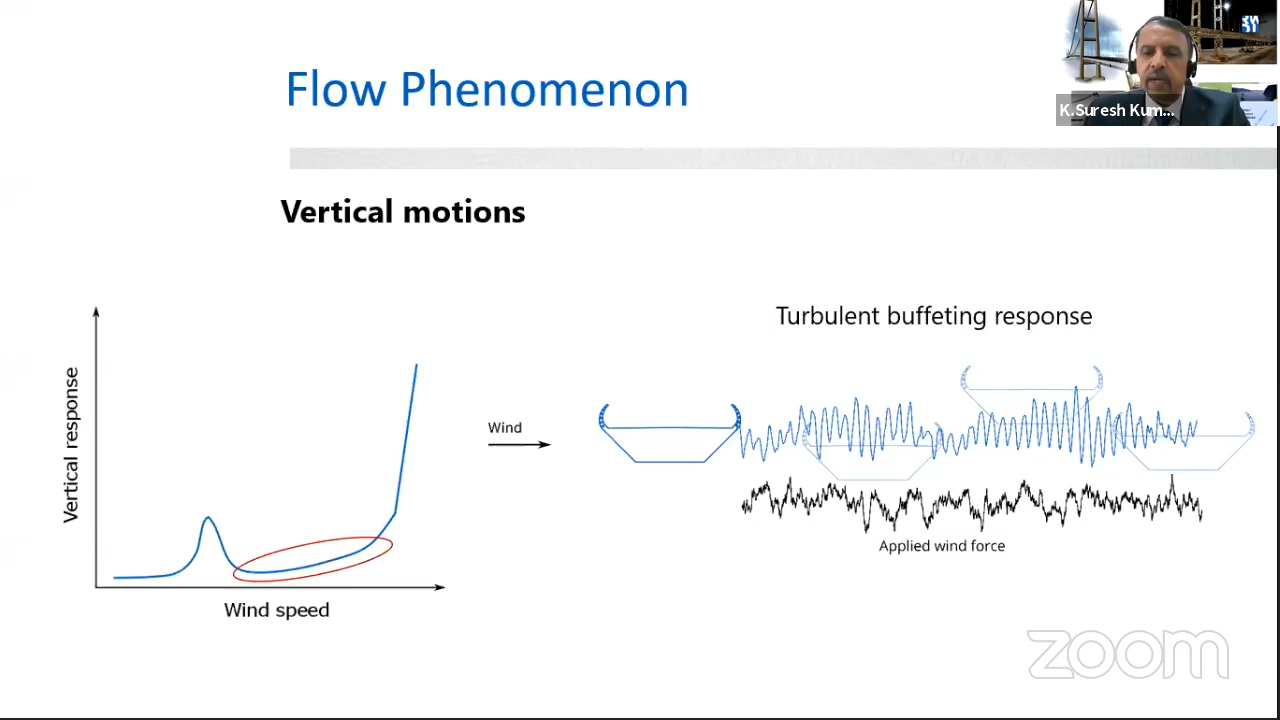 Flow Phenomenon
K.Suresh Kum...
Vertical motions
Turbulent buffeting response
Vertical response
Wind
Applied wind force
Wind speed
zoom